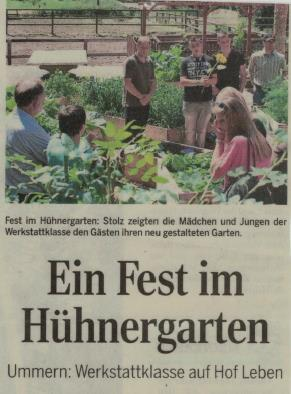 Fest im Hühnergarten: Stolz zeigten die Mädchen und Jungen der
Werkstattklasse den Gästen ihren neu gestalteten Garten.
Ein Fest im
Hühnergarten
Ummern: Werkstattklasse auf Hof Leben